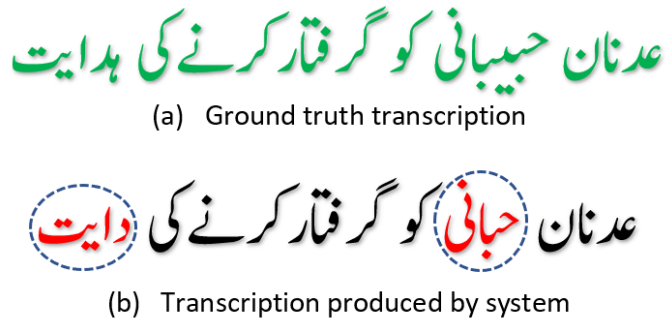 عدنان حبیبانی کو گرفتار کرنے کی ہدایت
(a) Ground truth transcription
عدنان حبانی کو گرفتار کرنے کی دایت
(b) Transcription produced by system